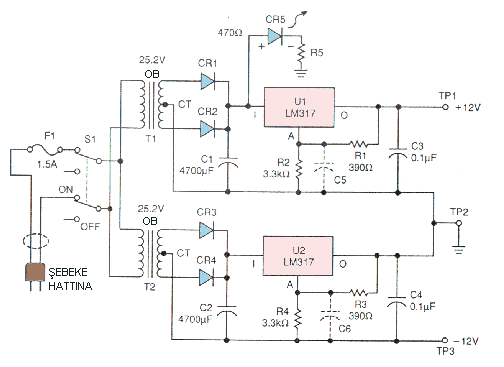 CR5
470Ω
+
−
R5
25.2V
OB
CR1
CT
CR2
T1
U1
LM317
I
O
A
TP1
+12V
F1
1.5A
S1
C1
4700µF
R2
3.3kΩ
C5
R1
390Ω
C3
0.1µF
ON
OFF
25.2V
OB
CR3
CT
CR4
T2
TP2
ŞEBEKE
HATTINA
U2
LM317
I
O
A
C2
4700µF
R4
3.3kΩ
C6
R3
390Ω
C4
0.1µF
−12V
TP3